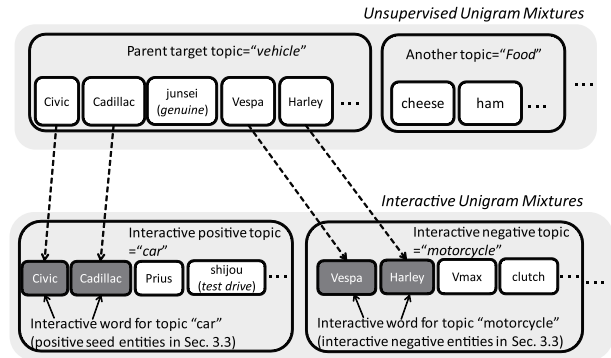 Unsupervised Unigram Mixtures
Parent target topic=“vehicle”
Another topic=“Food”
Civic
Cadillac
junsei
(genuine)
Vespa
Harley
...
cheese
ham
...
...
Interactive Unigram Mixtures
Interactive positive topic
=“car”
Interactive negative topic
=“motorcycle”
Civic
Cadillac
Prius
shijou
(test drive)
...
Vespa
Harley
Vmax
clutch
...
...
Interactive word for topic “car”
(positive seed entities in Sec. 3.3)
Interactive word for topic “motorcycle”
(interactive negative entities in Sec. 3.3)